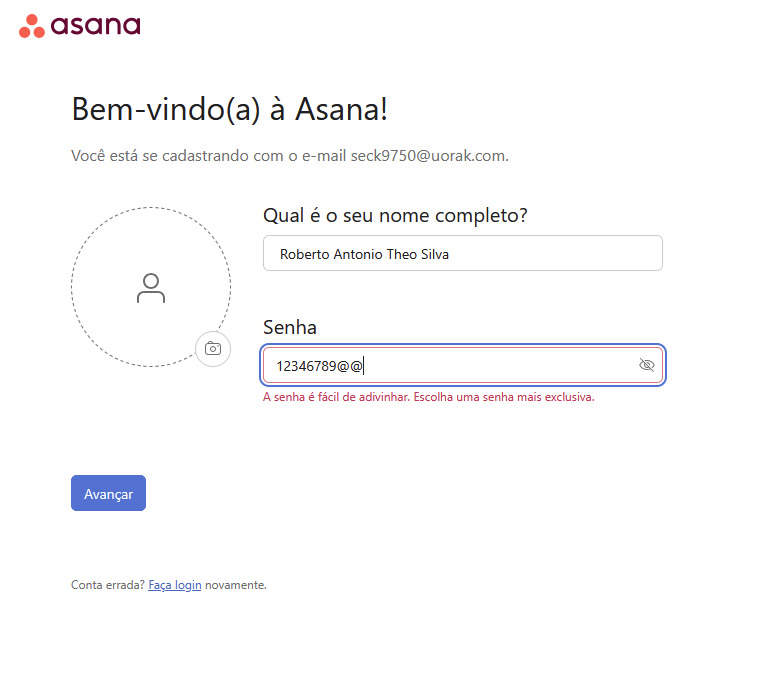 asana
Bem-vindo(a) à Asana!
Você está se cadastrando com o e-mail seck9750@uorak.com.
Qual é o seu nome completo?
Roberto Antonio Theo Silva
Senha
12346789@@
A senha é fácil de adivinhar. Escolha uma senha mais exclusiva.
Avançar
Conta errada? Faça login novamente.